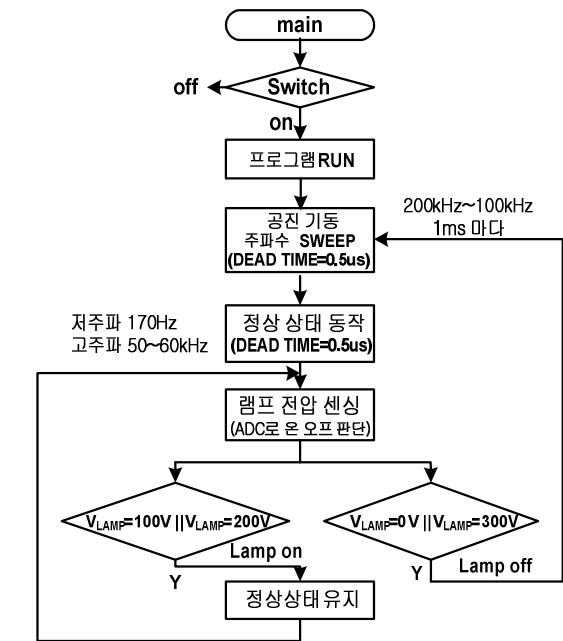 main
off
Switch
on
프로그램RUN
공진 기동
주파수 SWEEP
(DEAD TIME=0.5us)
200kHz~100kHz
1ms 마다
저주파 170Hz
고주파 50~60kHz
정상 상태 동작
(DEAD TIME=0.5us)
램프 전압 센싱
(ADC로 온 오프 판단)
VLAMP=100V||VLAMP=200V
VLAMP=0V||VLAMP=300V
Lamp on
Y
Y
Lamp off
정상상태유지